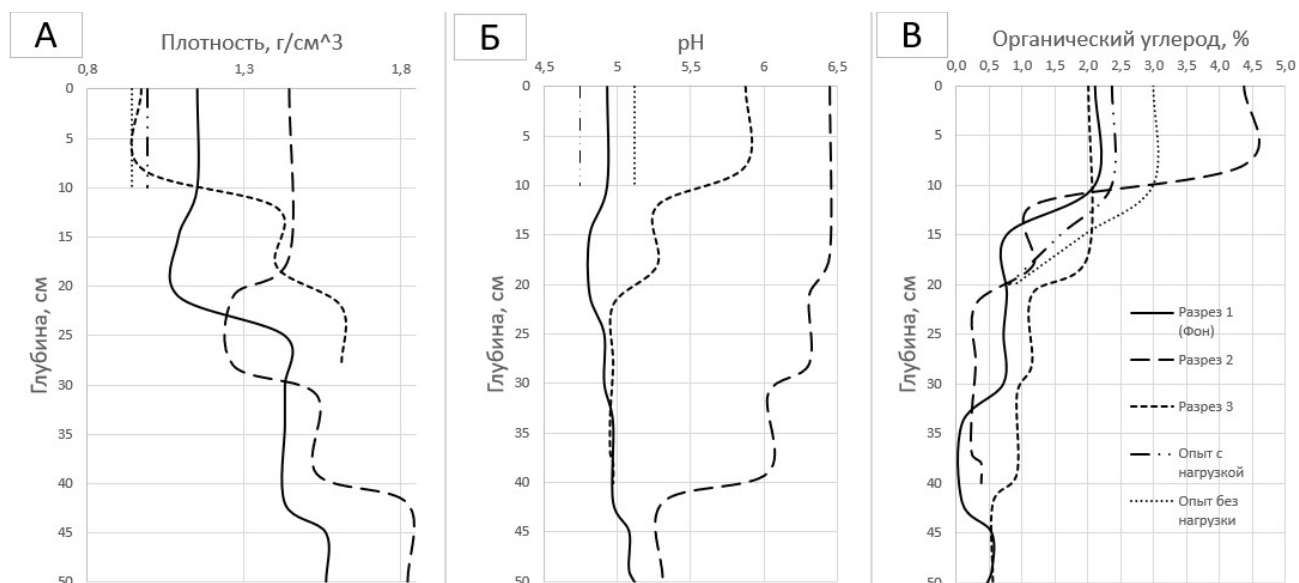 А
Плотность, г/см^3
0,8 1,3 1,8
0
5
10
15
20
25
30
35
40
45
50
Глубина, см
Б
pH
4,5 5 5,5 6 6,5
0
5
10
15
20
25
30
35
40
45
50
Глубина, см
В
Органический углерод, %
0,0 0,5 1,0 1,5 2,0 2,5 3,0 3,5 4,0 4,5 5,0
0
5
10
15
20
25
30
35
40
45
50
Глубина, см
Разрез 1
(Фон)
Разрез 2
Разрез 3
Опыт с
нагрузкой
Опыт без
нагрузки